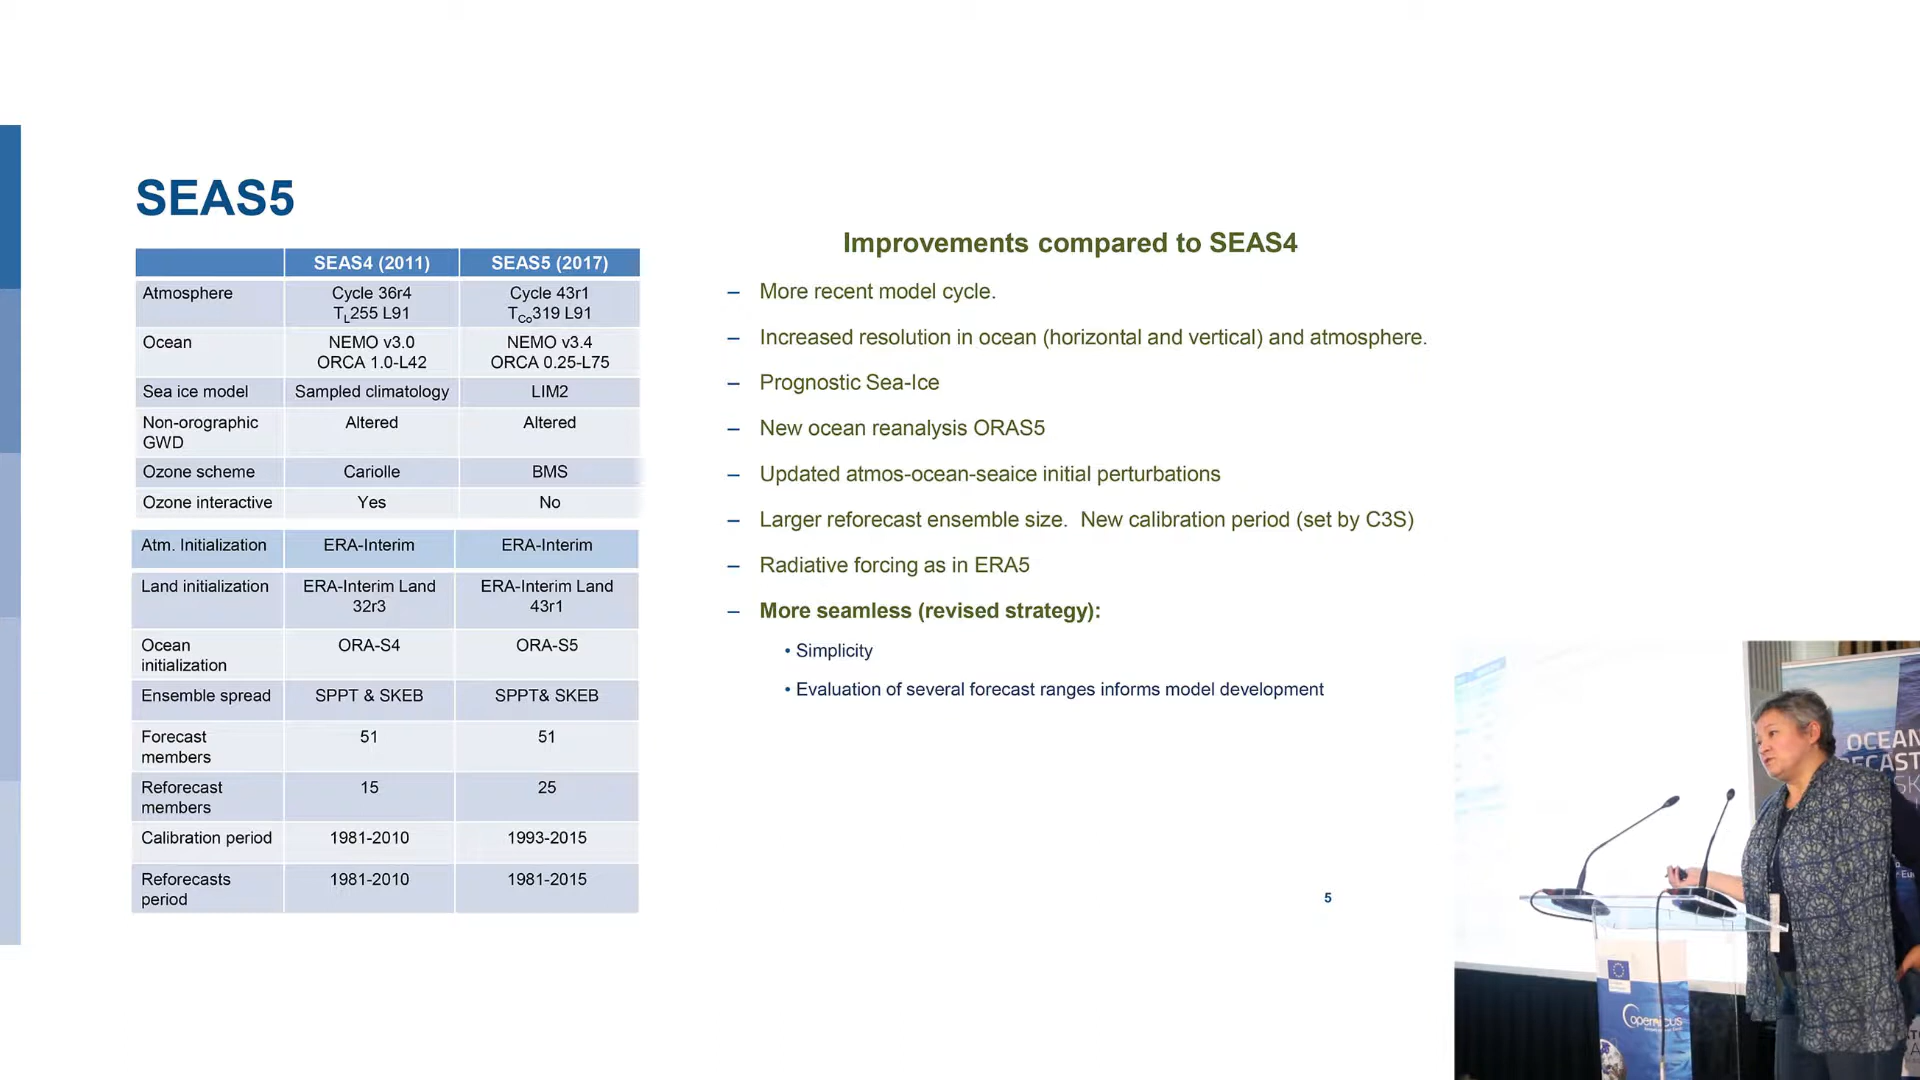 SEAS5
SEAS4 (2011) SEAS5 (2017)
Atmosphere Cycle 36r4 Cycle 43r1
TL255 L91 TCo319 L91
Ocean NEMO v3.0 NEMO v3.4
ORCA 1.0-L42 ORCA 0.25-L75
Sea ice model Sampled climatology LIM2
Non-orographic Altered Altered
GWD
Ozone scheme Cariolle BMS
Ozone interactive Yes No
Atm. Initialization ERA-Interim ERA-Interim
Land initialization ERA-Interim Land ERA-Interim Land
32r3 43r1
Ocean ORA-S4 ORA-S5
initialization
Ensemble spread SPPT & SKEB SPPT& SKEB
Forecast 51 51
members
Reforecast 15 25
members
Calibration period 1981-2010 1993-2015
Reforecasts 1981-2010 1981-2015
period
Improvements compared to SEAS4
– More recent model cycle.
– Increased resolution in ocean (horizontal and vertical) and atmosphere.
– Prognostic Sea-Ice
– New ocean reanalysis ORAS5
– Updated atmos-ocean-seaice initial perturbations
– Larger reforecast ensemble size. New calibration period (set by C3S)
– Radiative forcing as in ERA5
– More seamless (revised strategy):
• Simplicity
• Evaluation of several forecast ranges informs model development
5
OCEAN
ECAST
Copernicus